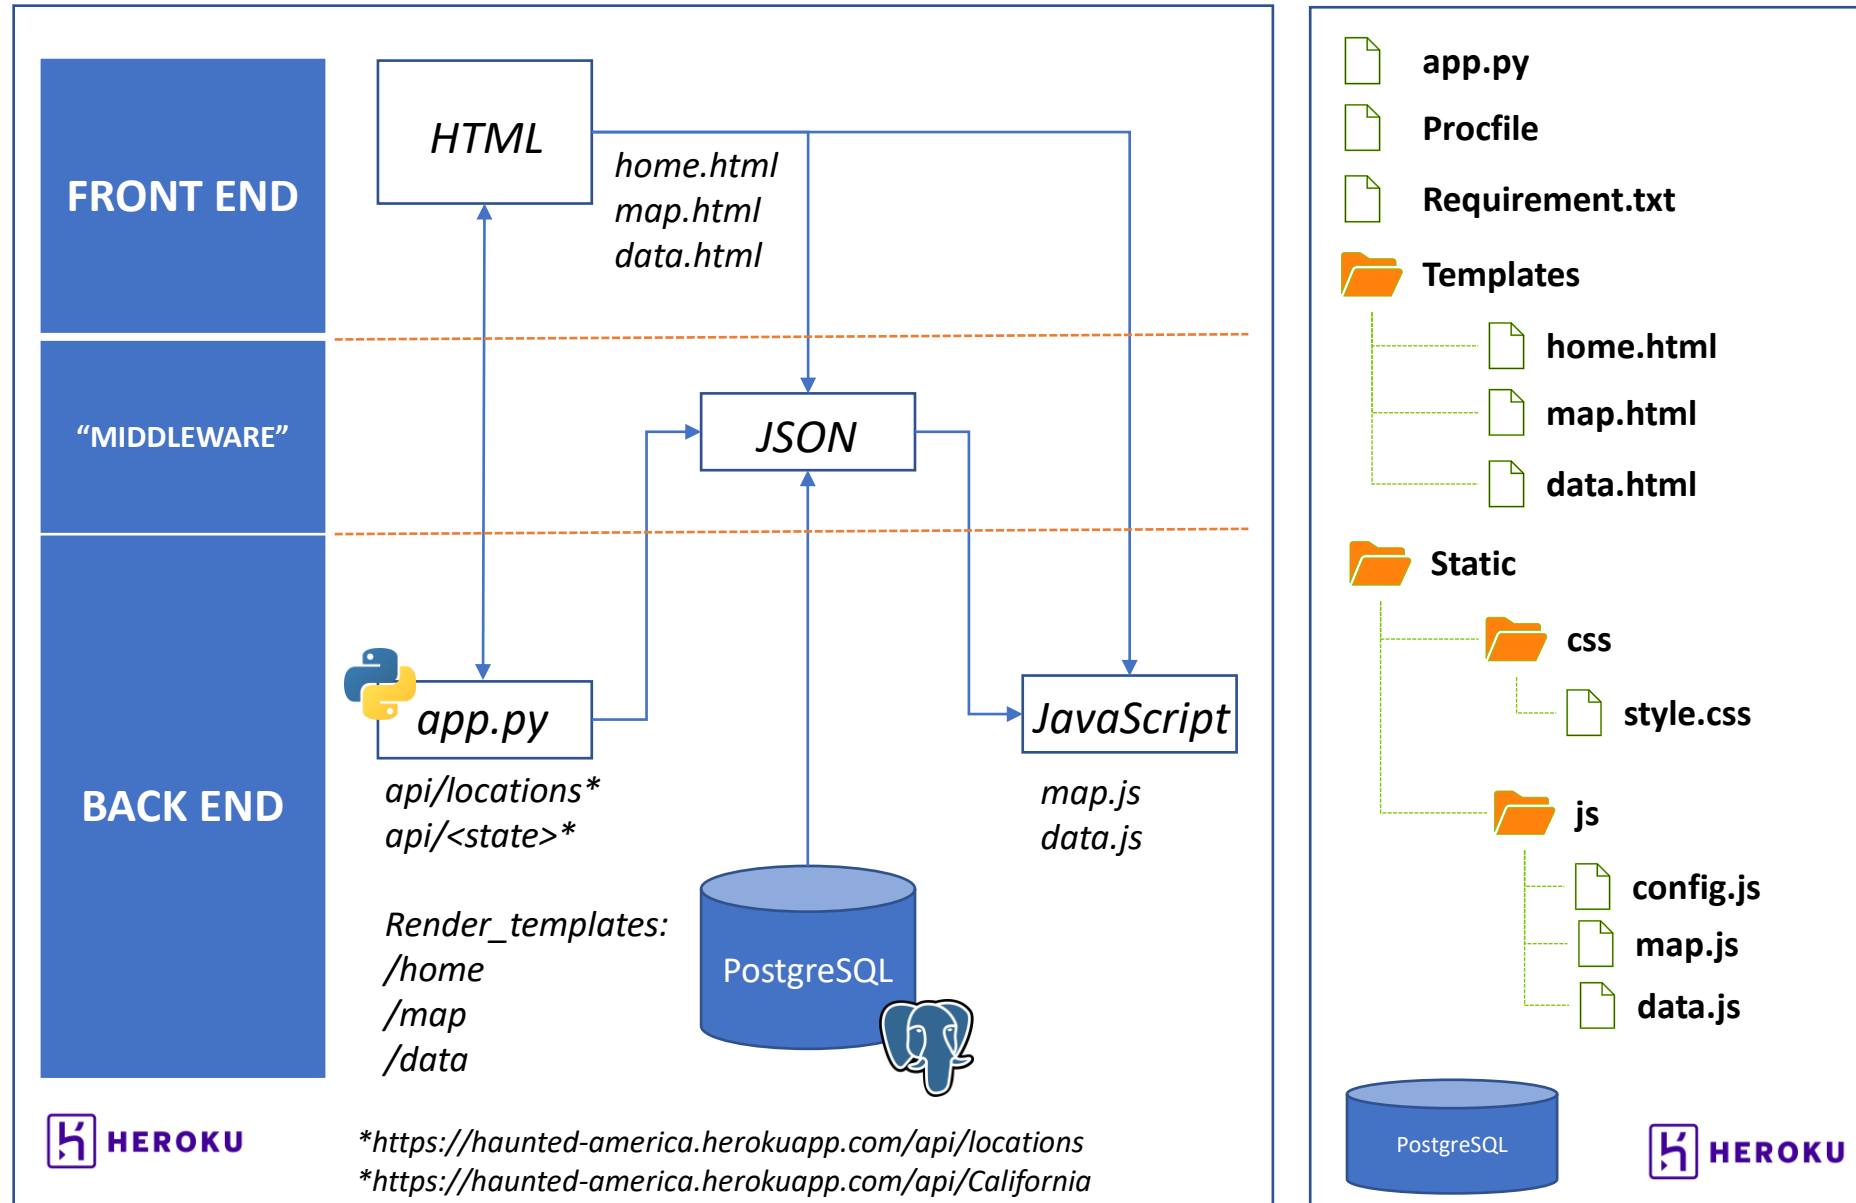 FRONT END
HTML
home.html
map.html
data.html
“MIDDLEWARE”
JSON
BACK END
app.py
api/locations*
api/<state>*
Render_templates:
/home
/map
/data
PostgreSQL
JavaScript
map.js
data.js
HEROKU
*https://haunted-america.herokuapp.com/api/locations
*https://haunted-america.herokuapp.com/api/California
app.py
Procfile
Requirement.txt
Templates
home.html
map.html
data.html
Static
css
style.css
js
config.js
map.js
data.js
PostgreSQL
HEROKU